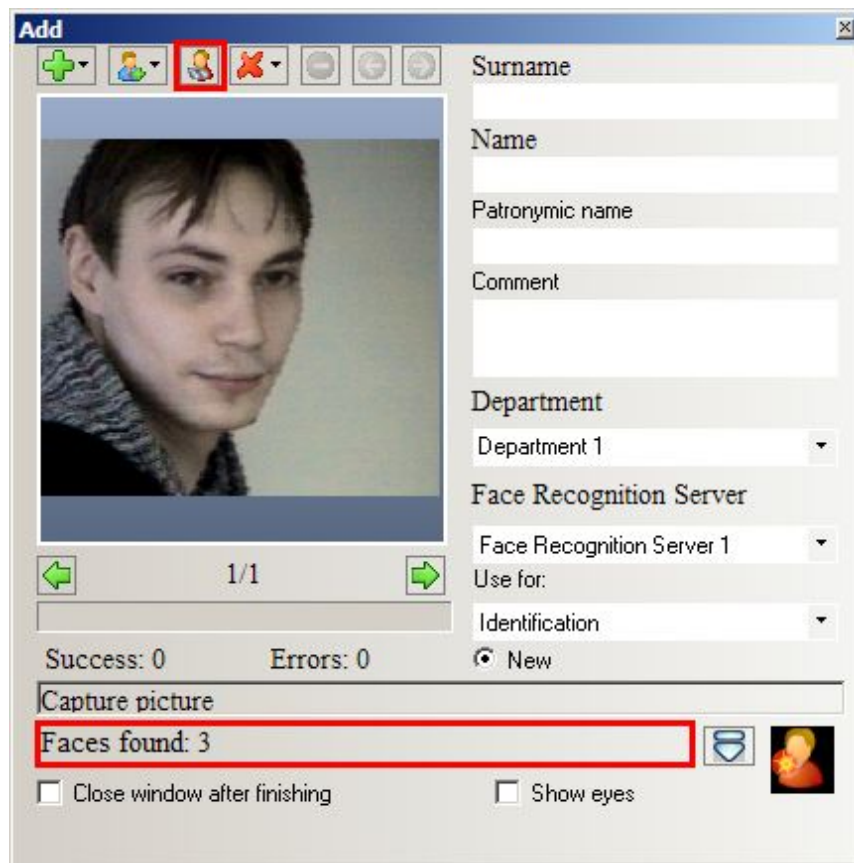 Add
Surname
Name
Patronymic name
Comment
Department
Department 1
Face Recognition Server
Face Recognition Server 1
1/1
Use for:
Identification
Success: 0 Errors: 0
New
Capture picture
Faces found: 3
Close window after finishing
Show eyes